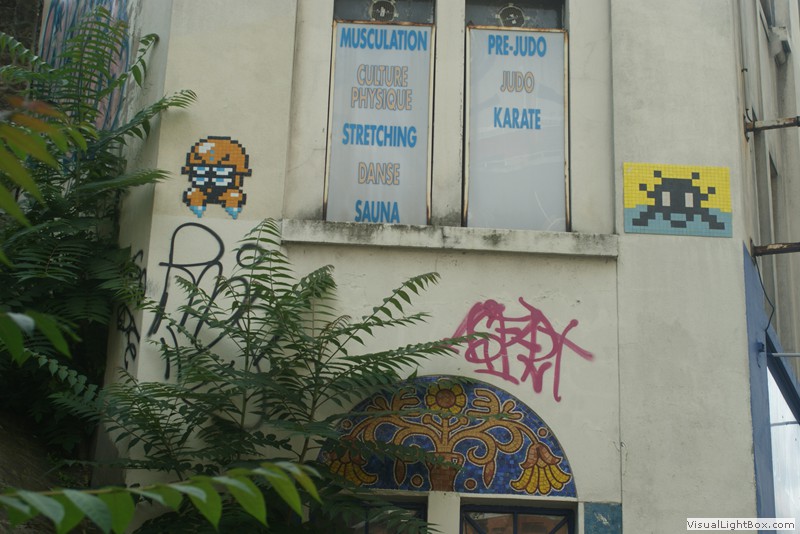 MUSCULATION
CULTURE
PHYSIQUE
STRETCHING
DANSE
SAUNA
PRE-JUDO
JUDO
KARATE
VisualLightBox.com